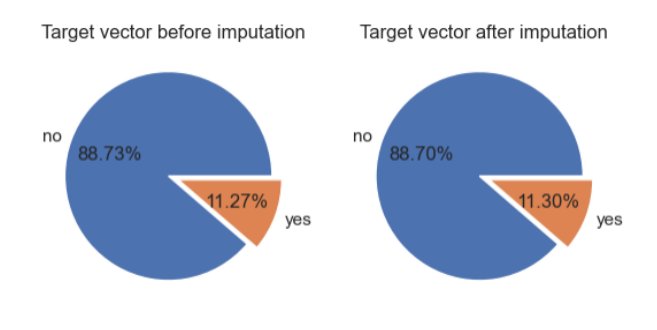 Target vector before imputation
no
88.73%
11.27%
yes
Target vector after imputation
no
88.70%
11.30%
yes